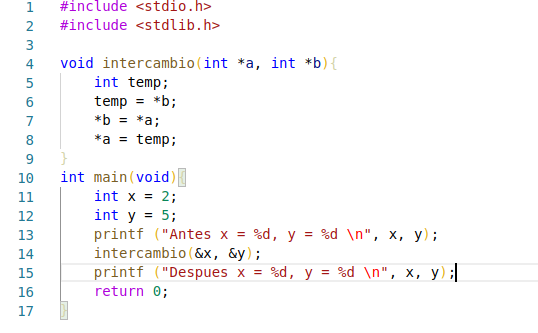 1 #include <stdio.h>
2 #include <stdlib.h>
3
4 void intercambio(int *a, int *b){
5     int temp;
6     temp = *b;
7     *b = *a;
8     *a = temp;
9 }
10 int main(void){
11     int x = 2;
12     int y = 5;
13     printf ("Antes x = %d, y = %d \n", x, y);
14     intercambio(&x, &y);
15     printf ("Despues x = %d, y = %d \n", x, y);
16     return 0;
17 }